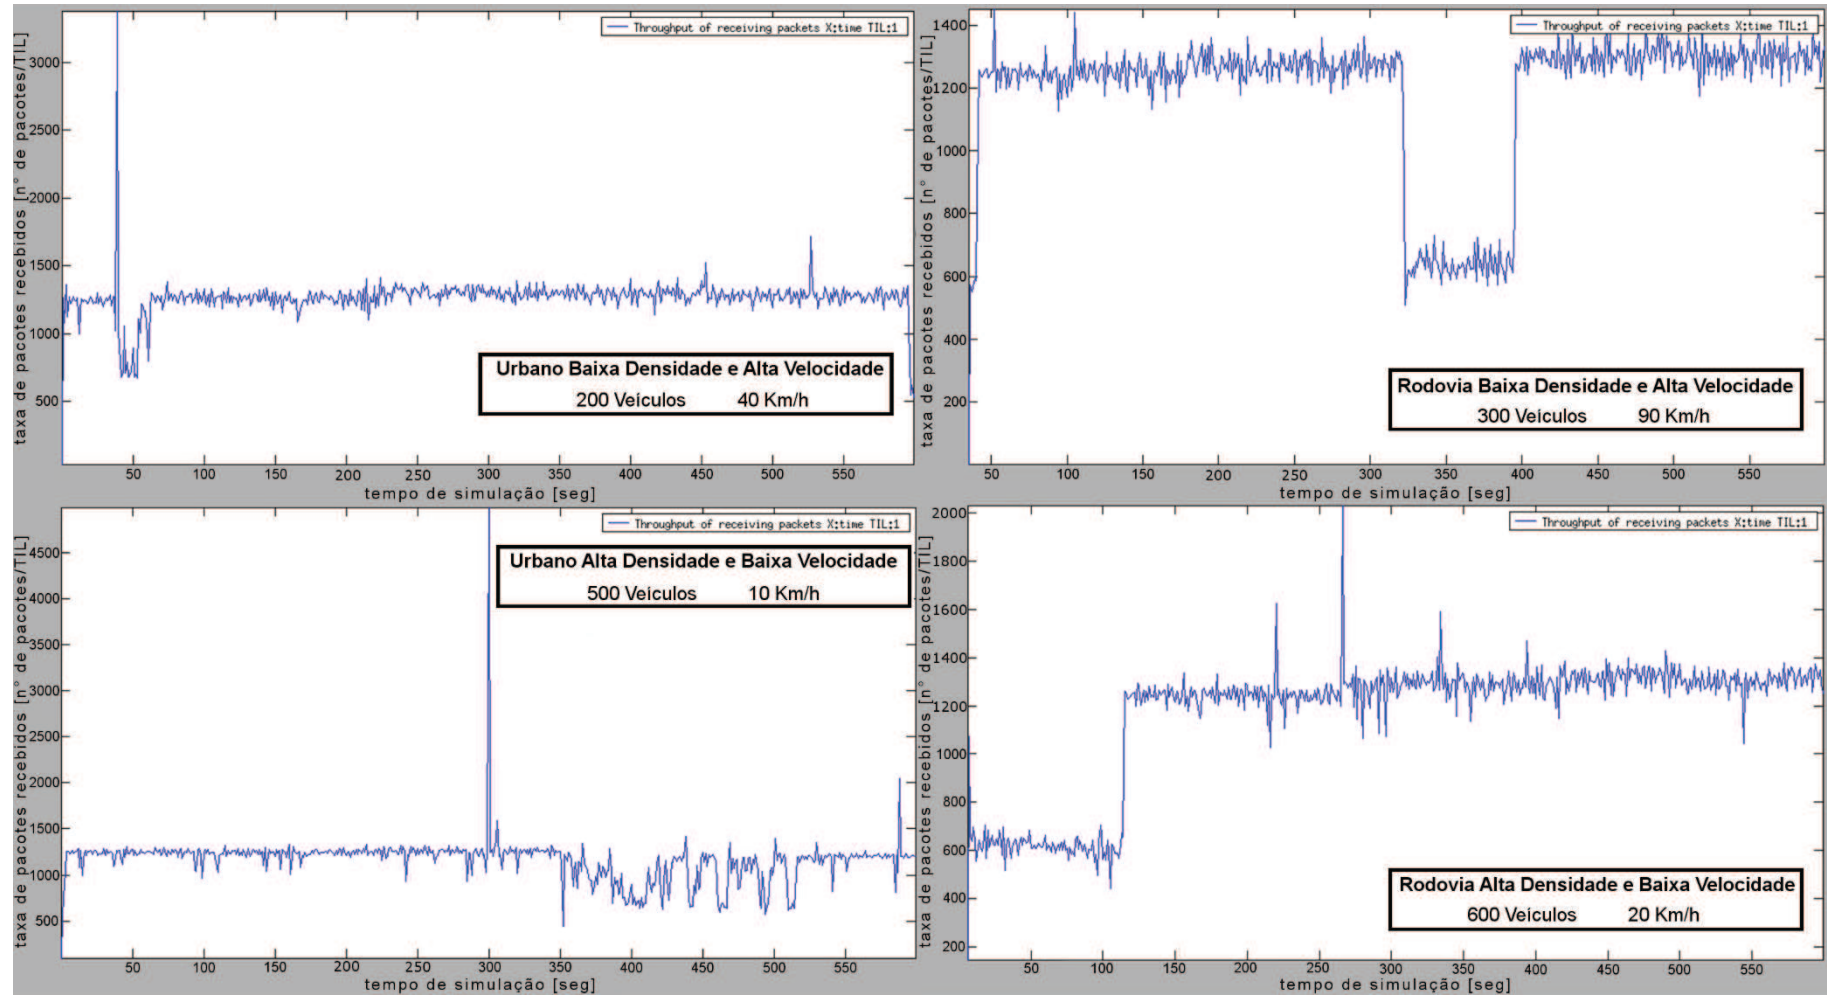 taxa de pacotes recebidos [n° de pacotes/TIL]
3000
2500
2000
1500
1000
500
Throughput of receiving packets X:time TIL:1
Urbano Baixa Densidade e Alta Velocidade
200 Veículos 40 Km/h
50 100 150 200 250 300 350 400 450 500 550
tempo de simulação [seg]
taxa de pacotes recebidos [n° de pacotes/TIL]
1400
1200
1000
800
600
400
200
Throughput of receiving packets X:time TIL:1
Rodovia Baixa Densidade e Alta Velocidade
300 Veículos 90 Km/h
50 100 150 200 250 300 350 400 450 500 550
tempo de simulação [seg]
taxa de pacotes recebidos [n° de pacotes/TIL]
4500
4000
3500
3000
2500
2000
1500
1000
500
Throughput of receiving packets X:time TIL:1
Urbano Alta Densidade e Baixa Velocidade
500 Veículos 10 Km/h
50 100 150 200 250 300 350 400 450 500 550
tempo de simulação [seg]
taxa de pacotes recebidos [n° de pacotes/TIL]
2000
1800
1600
1400
1200
1000
800
600
400
200
Throughput of receiving packets X:time TIL:1
Rodovia Alta Densidade e Baixa Velocidade
600 Veículos 20 Km/h
50 100 150 200 250 300 350 400 450 500 550
tempo de simulação [seg]